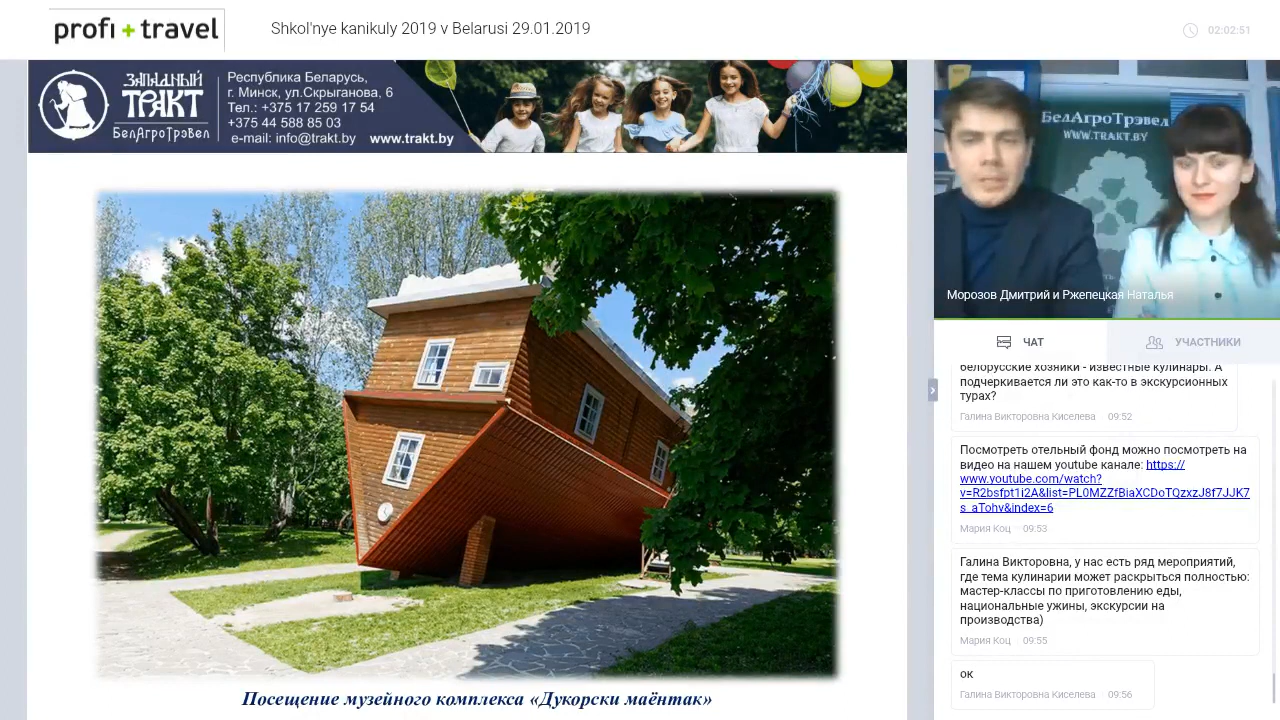 profi + travel
Shkol'nye kanikuly 2019 v Belarusi 29.01.2019
02:02:51
ЗАПАДНЫЙ
ТРАКТ
БелАгроТрэвел
Республика Беларусь,
г. Минск, ул.Скрыганова, 6
Тел.: +375 17 259 17 54
+375 44 588 85 03
e-mail: info@trakt.by www.trakt.by
Посещение музейного комплекса «Дукорски маёнтак»
БелАгроТрэвел
WWW.TRAKT.BY
Морозов Дмитрий и Ржепецкая Наталья
ЧАТ
УЧАСТНИКИ
белорусские хозяйки - известные кулинары. А
подчеркивается ли это как-то в экскурсионных
турах?
Галина Викторовна Киселева 09:52
Посмотреть отельный фонд можно посмотреть на
видео на нашем youtube канале: https://
www.youtube.com/watch?
v=R2bsfpt1i2A&list=PL0MZZfBiaXCDoTQzxzJ8f7JJK7
s_aTohv&index=6
Мария Коц 09:53
Галина Викторовна, у нас есть ряд мероприятий,
где тема кулинарии может раскрыться полностью:
мастер-классы по приготовлению еды,
национальные ужины, экскурсии на
производства)
Мария Коц 09:55
ок
Галина Викторовна Киселева 09:56